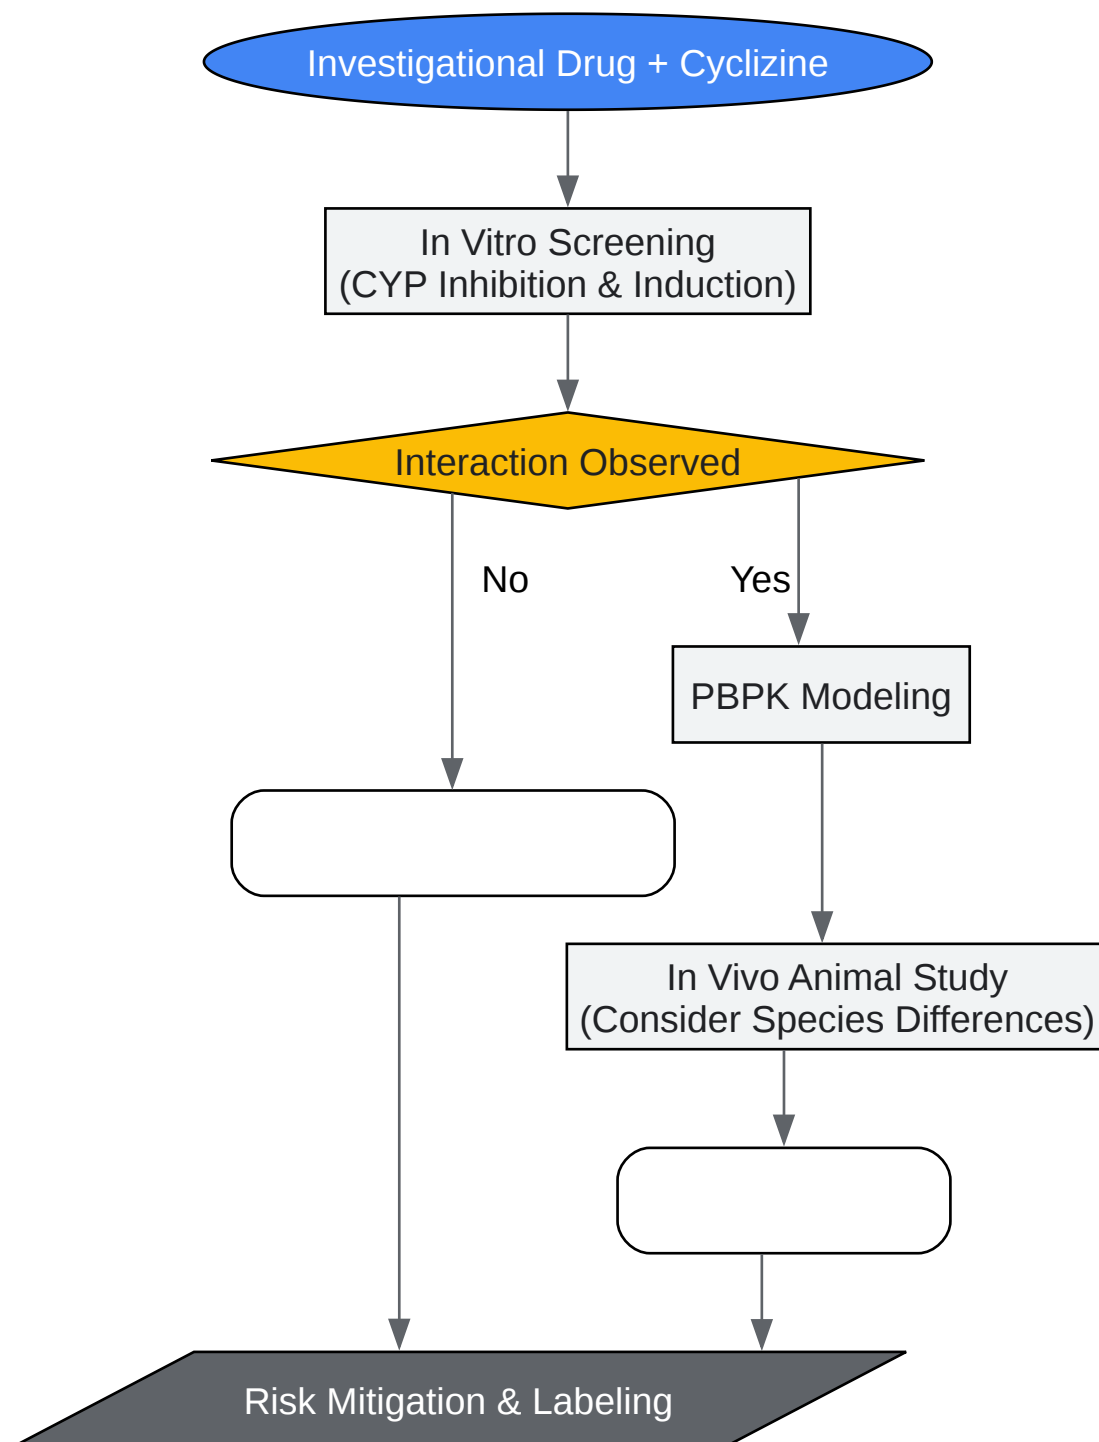 Investigational Drug + Cyclizine
In Vitro Screening
(CYP Inhibition & Induction)
Interaction Observed
No
Yes
PBPK Modeling
In Vivo Animal Study
(Consider Species Differences)
Risk Mitigation & Labeling